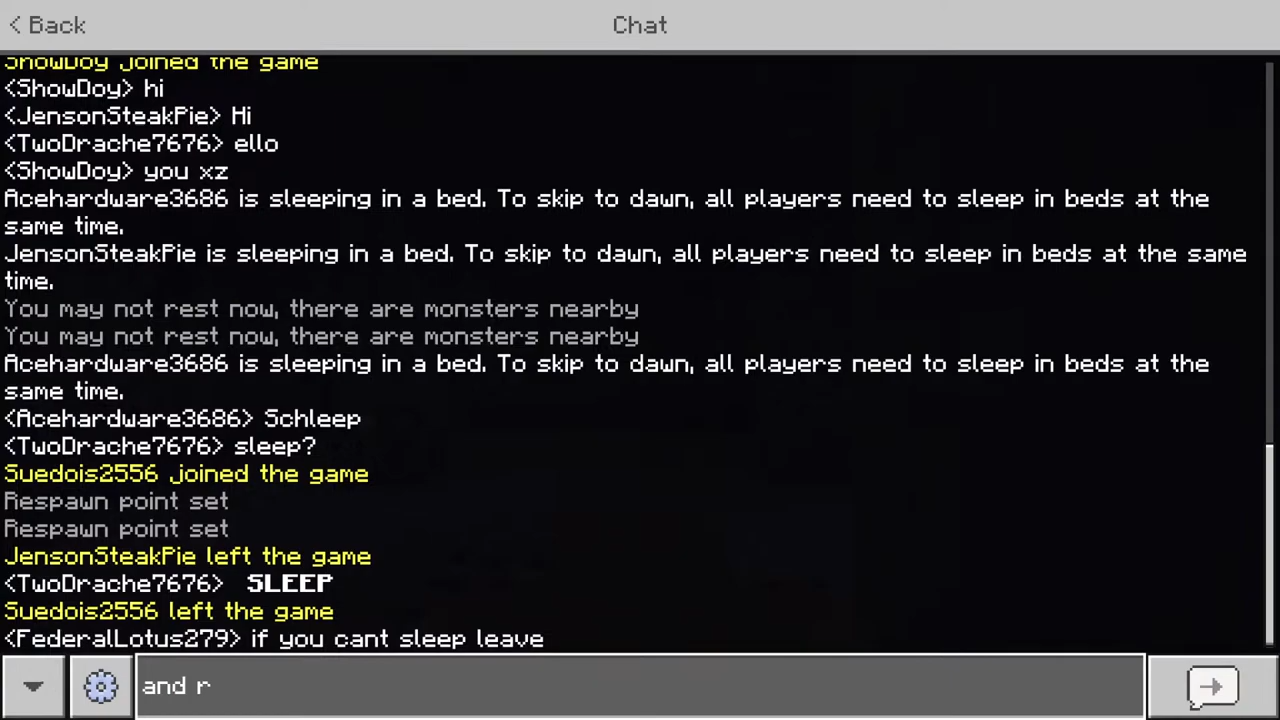 < Back
Chat
ShowDoy joined the game
<ShowDoy> hi
<JensonSteakPie> Hi
<TwoDrache7676> ello
<ShowDoy> you xz
Acehardware3686 is sleeping in a bed. To skip to dawn, all players need to sleep in beds at the
same time.
JensonSteakPie is sleeping in a bed. To skip to dawn, all players need to sleep in beds at the same
time.
You may not rest now, there are monsters nearby
You may not rest now, there are monsters nearby
Acehardware3686 is sleeping in a bed. To skip to dawn, all players need to sleep in beds at the
same time.
<Acehardware3686> Schleep
<TwoDrache7676> sleep?
Suedois2556 joined the game
Respawn point set
Respawn point set
JensonSteakPie left the game
<TwoDrache7676> SLEEP
Suedois2556 left the game
<FederalLotus279> if you cant sleep leave
and r